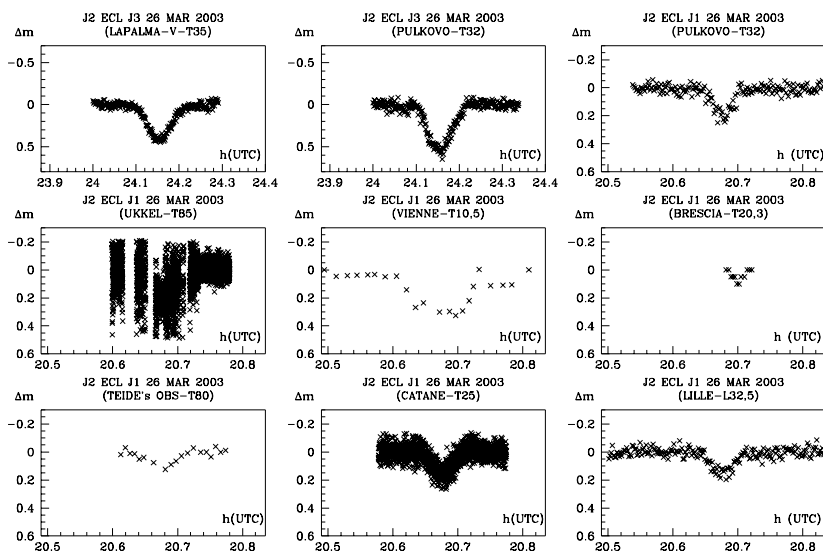 J2 ECL J3 26 MAR 2003
(LAPALMA-V-T35)
Δm
-0.5
0
0.5
h(UTC)
23.9 24 24.1 24.2 24.3 24.4
J2 ECL J3 26 MAR 2003
(PULKOVO-T32)
Δm
-0.5
0
0.5
h(UTC)
23.9 24 24.1 24.2 24.3 24.4
J2 ECL J1 26 MAR 2003
(PULKOVO-T32)
Δm
-0.2
0
0.2
0.4
0.6
h (UTC)
20.5 20.6 20.7 20.8
J2 ECL J1 26 MAR 2003
(UKKEL-T85)
Δm
-0.2
0
0.2
0.4
0.6
h(UTC)
20.5 20.6 20.7 20.8
J2 ECL J1 26 MAR 2003
(VIENNE-T10,5)
Δm
-0.2
0
0.2
0.4
0.6
h (UTC)
20.5 20.6 20.7 20.8
J2 ECL J1 26 MAR 2003
(BRESCIA-T20,3)
Δm
-0.2
0
0.2
0.4
0.6
h (UTC)
20.5 20.6 20.7 20.8
J2 ECL J1 26 MAR 2003
(TEIDE's OBS-T80)
Δm
-0.2
0
0.2
0.4
0.6
h(UTC)
20.5 20.6 20.7 20.8
J2 ECL J1 26 MAR 2003
(CATANE-T25)
Δm
-0.2
0
0.2
0.4
0.6
h(UTC)
20.5 20.6 20.7 20.8
J2 ECL J1 26 MAR 2003
(LILLE-L32,5)
Δm
-0.2
0
0.2
0.4
0.6
h (UTC)
20.5 20.6 20.7 20.8